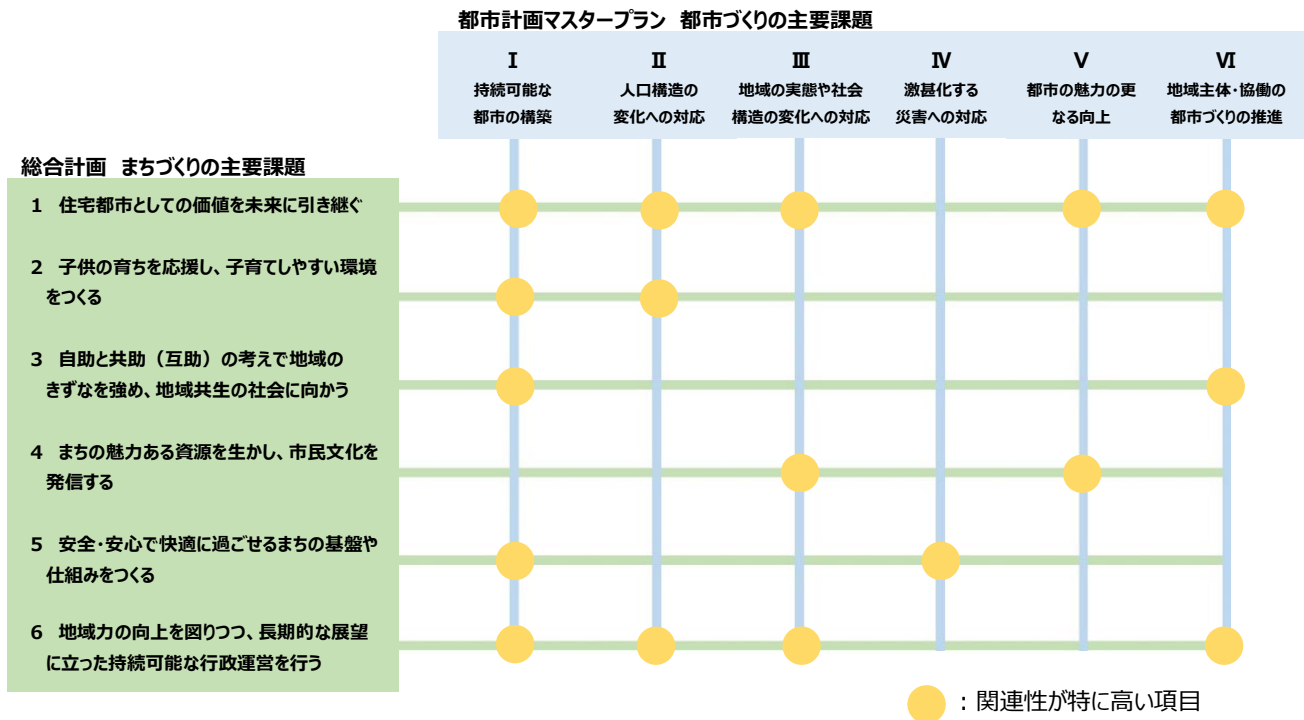 都市計画マスタープラン 都市づくりの主要課題
Ⅰ
持続可能な
都市の構築
Ⅱ
人口構造の
変化への対応
Ⅲ
地域の実態や社会
構造の変化への対応
Ⅳ
激甚化する
災害への対応
Ⅴ
都市の魅力の更
なる向上
Ⅵ
地域主体・協働の
都市づくりの推進
総合計画 まちづくりの主要課題
1 住宅都市としての価値を未来に引き継ぐ
2 子供の育ちを応援し、子育てしやすい環境
をつくる
3 自助と共助（互助）の考えで地域の
きずなを強め、地域共生の社会に向かう
4 まちの魅力ある資源を生かし、市民文化を
発信する
5 安全・安心で快適に過ごせるまちの基盤や
仕組みをつくる
6 地域力の向上を図りつつ、長期的な展望
に立った持続可能な行政運営を行う
：関連性が特に高い項目